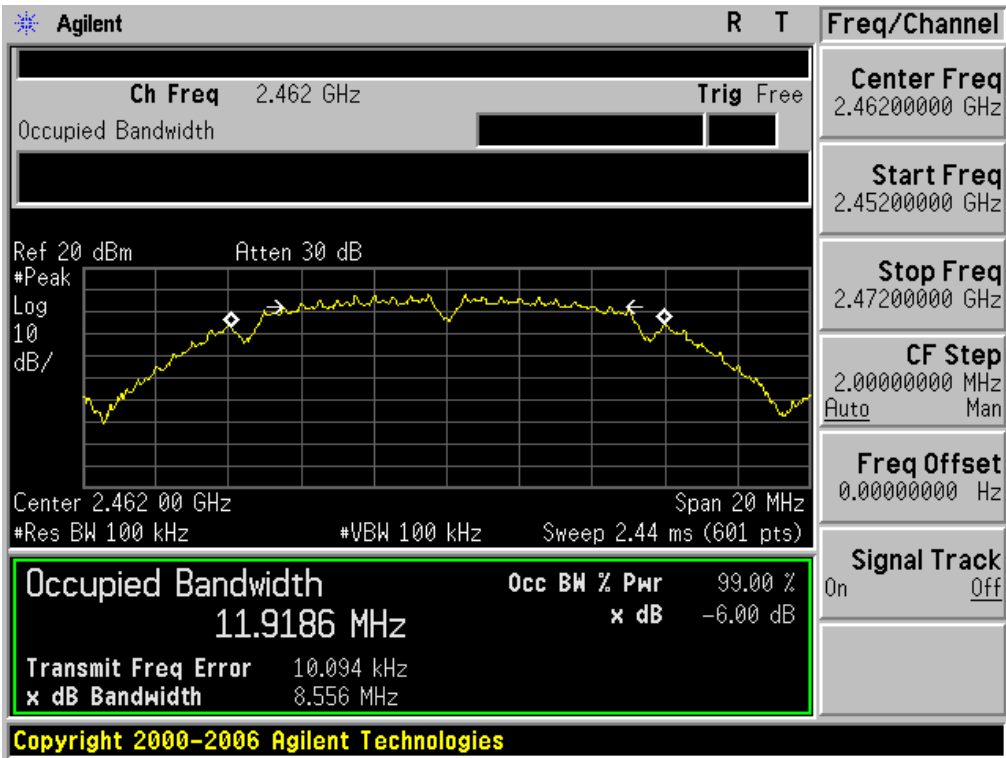 Agilent R T
Freq/Channel
Ch Freq 2.462 GHz Trig Free
Occupied Bandwidth
Center Freq
2.46200000 GHz
Start Freq
2.45200000 GHz
Stop Freq
2.47200000 GHz
CF Step
2.00000000 MHz
Auto Man
Freq Offset
0.00000000 Hz
Signal Track
On Off
Ref 20 dBm Atten 30 dB
#Peak
Log
10
dB/
Center 2.462 00 GHz Span 20 MHz
#Res BW 100 kHz #VBW 100 kHz Sweep 2.44 ms (601 pts)
Occupied Bandwidth Occ BW % Pwr 99.00 %
11.9186 MHz x dB -6.00 dB
Transmit Freq Error 10.094 kHz
x dB Bandwidth 8.556 MHz
Copyright 2000-2006 Agilent Technologies